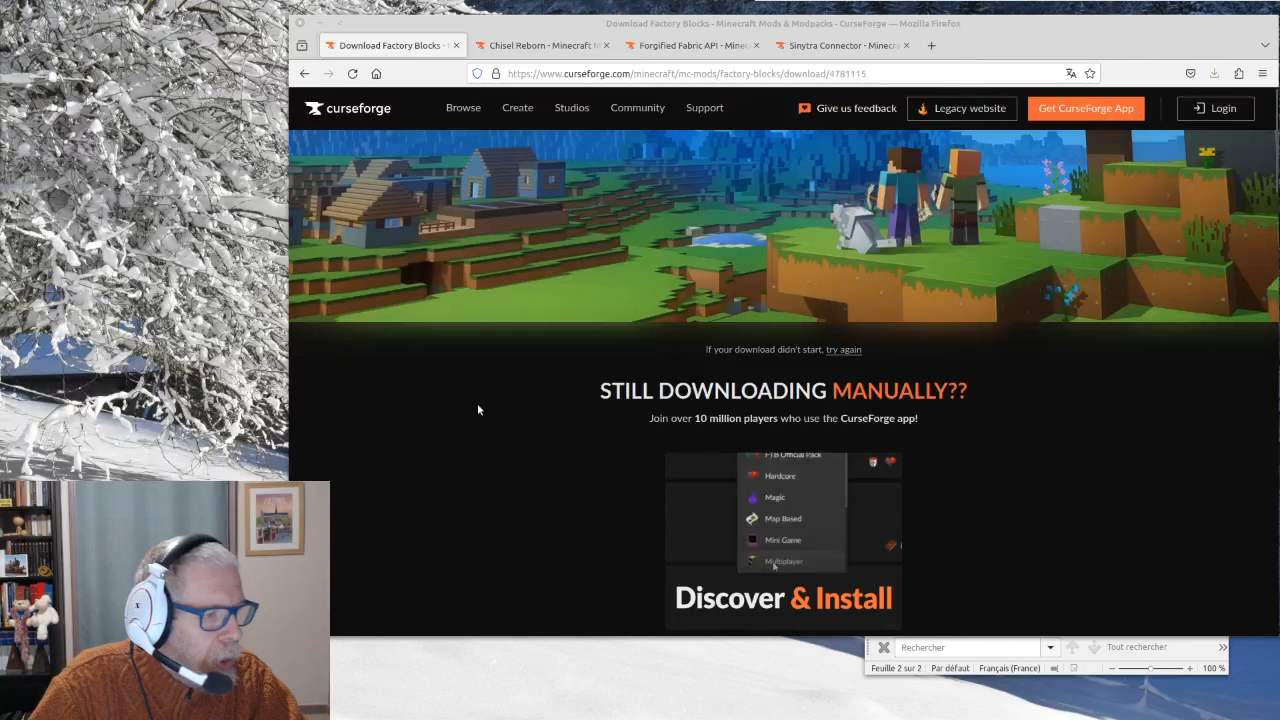 Download Factory Blocks - Minecraft Mods & Modpacks - CurseForge — Mozilla Firefox
Download Factory Blocks -
Chisel Reborn - Minecraft M
Forgified Fabric API - Minec
Sinytra Connector - Minecra
https://www.curseforge.com/minecraft/mc-mods/factory-blocks/download/4781115
curseforge
Browse
Create
Studios
Community
Support
Give us feedback
Legacy website
Get CurseForge App
Login
If your download didn't start, try again
STILL DOWNLOADING MANUALLY??
Join over 10 million players who use the CurseForge app!
FTB Official Pack
Hardcore
Magic
Map Based
Mini Game
Multiplayer
Discover & Install
Rechercher
Tout rechercher
Feuille 2 sur 2
Par défaut
Français (France)
100 %